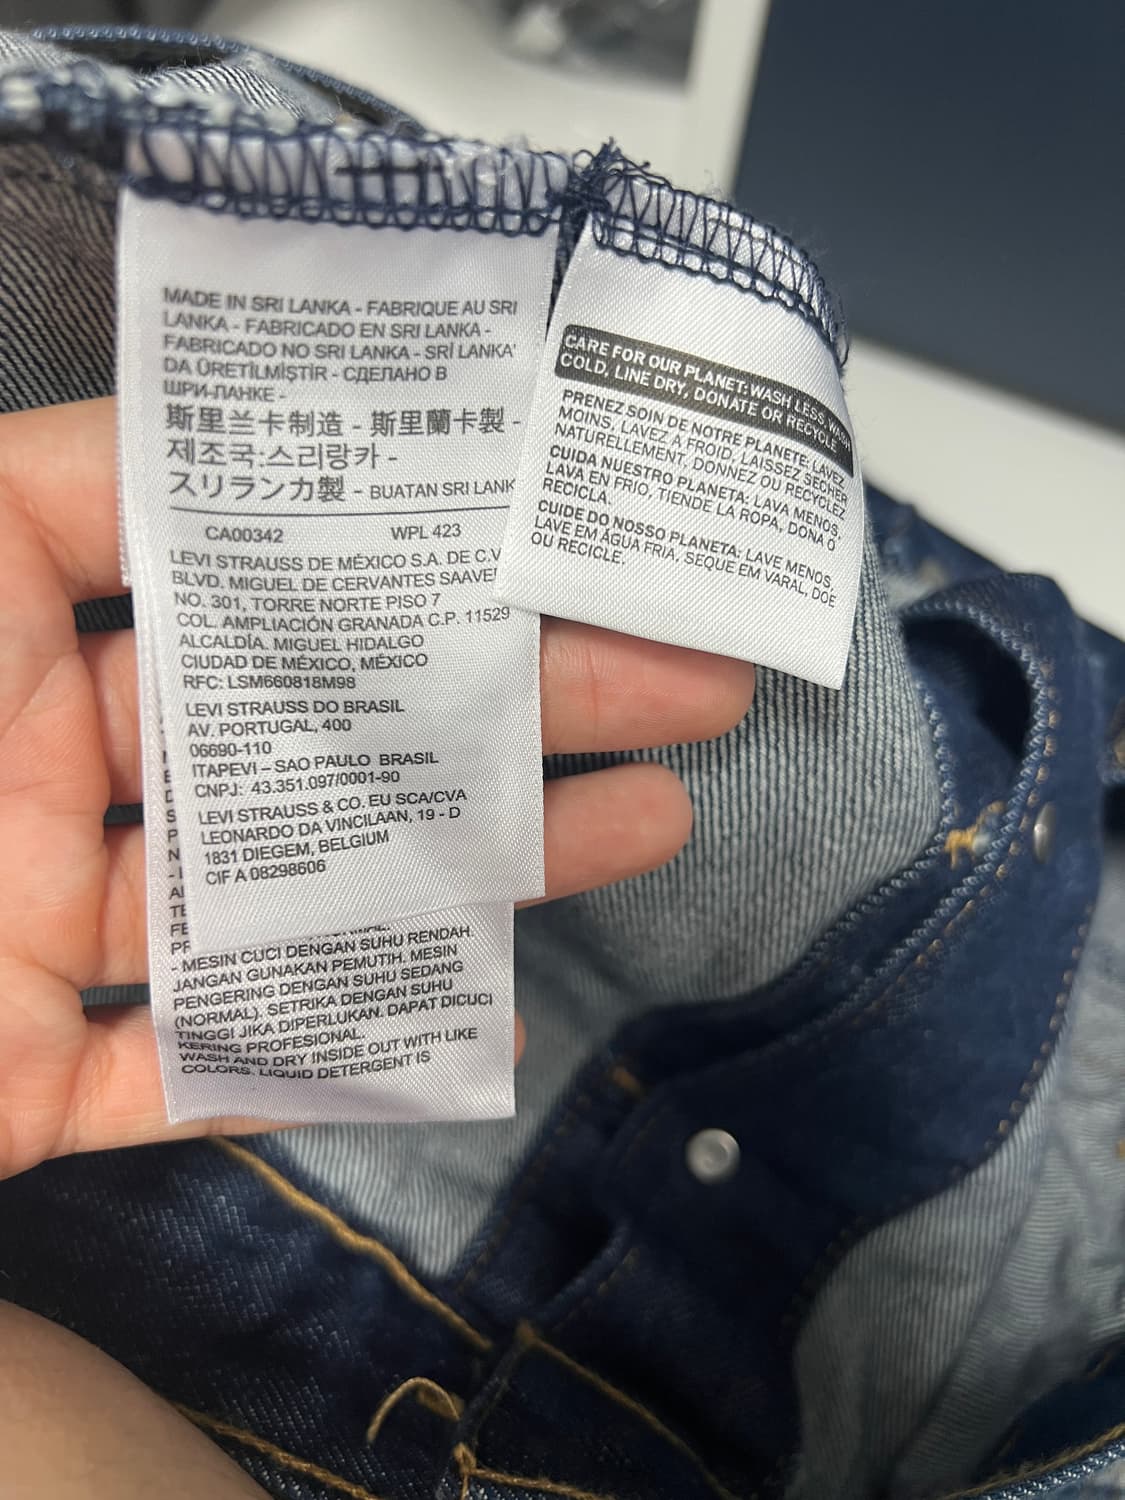 MADE IN SRI LANKA - FABRIQUE AU SRI
LANKA - FABRICADO EN SRI LANKA -
FABRICADO NO SRI LANKA - SRİ LANKA'
DA ÜRETİLMİŞTİR - СДЕЛАНО В
ШРИ-ЛАНКЕ -
斯里兰卡制造 - 斯里蘭卡製 -
제조국:스리랑카 -
スリランカ製 - BUATAN SRI LANK
CA00342 WPL 423
LEVI STRAUSS DE MÉXICO S.A. DE C.V
BLVD. MIGUEL DE CERVANTES SAAVE
NO. 301, TORRE NORTE PISO 7
COL. AMPLIACIÓN GRANADA C.P. 11529
ALCALDÍA. MIGUEL HIDALGO
CIUDAD DE MÉXICO, MÉXICO
RFC: LSM660818M98
LEVI STRAUSS DO BRASIL
AV. PORTUGAL, 400
06690-110
ITAPEVI – SAO PAULO BRASIL
CNPJ: 43.351.097/0001-90
LEVI STRAUSS & CO. EU SCA/CVA
LEONARDO DA VINCILAAN, 19 - D
1831 DIEGEM, BELGIUM
CIF A 08298606
- MESIN CUCI DENGAN SUHU RENDAH.
JANGAN GUNAKAN PEMUTIH. MESIN
PENGERING DENGAN SUHU SEDANG
(NORMAL). SETRIKA DENGAN SUHU
TINGGI JIKA DIPERLUKAN. DAPAT DICUCI
KERING PROFESIONAL.
WASH AND DRY INSIDE OUT WITH LIKE
COLORS. LIQUID DETERGENT IS
CARE FOR OUR PLANET: WASH LESS, WASH
COLD, LINE DRY, DONATE OR RECYCLE
PRENEZ SOIN DE NOTRE PLANETE: LAVEZ
MOINS, LAVEZ À FROID, LAISSEZ SÉCHER
NATURELLEMENT, DONNEZ OU RECYCLEZ
CUIDA NUESTRO PLANETA: LAVA MENOS,
LAVA EN FRIO, TIENDE LA ROPA, DONA O
RECICLA.
CUIDE DO NOSSO PLANETA: LAVE MENOS,
LAVE EM ÁGUA FRIA, SEQUE EM VARAL, DOE
OU RECICLE.